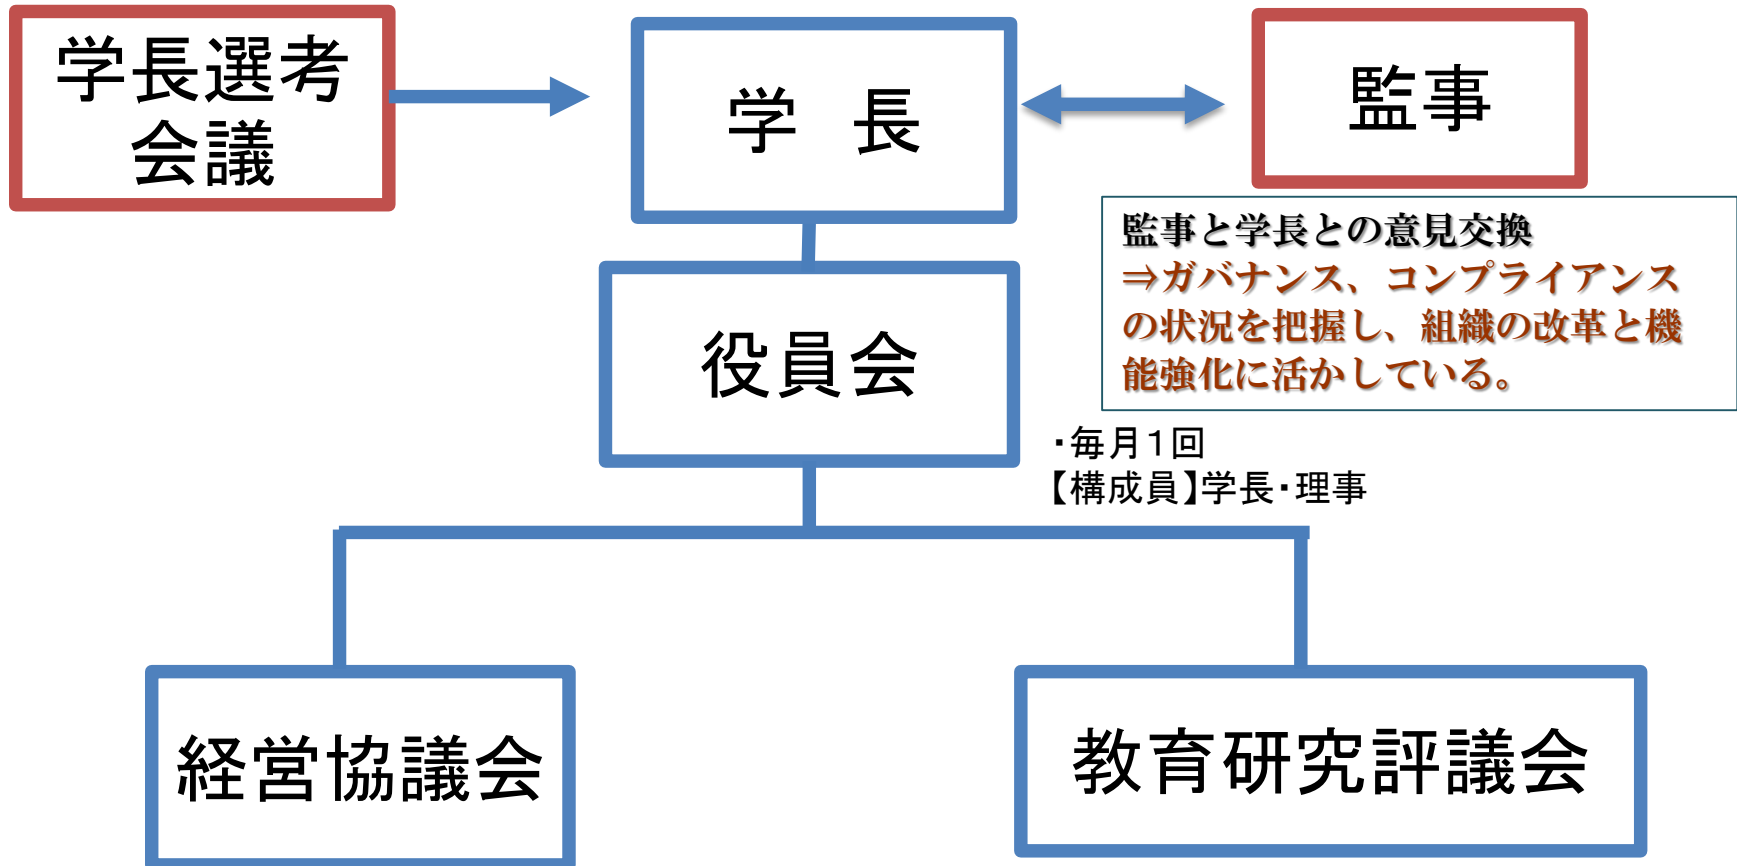 学長選考
会議
学　長
監事
監事と学長との意見交換
⇒ガバナンス、コンプライアンス
の状況を把握し、組織の改革と機
能強化に活かしている。
役員会
・毎月1回
【構成員】学長・理事
経営協議会
教育研究評議会